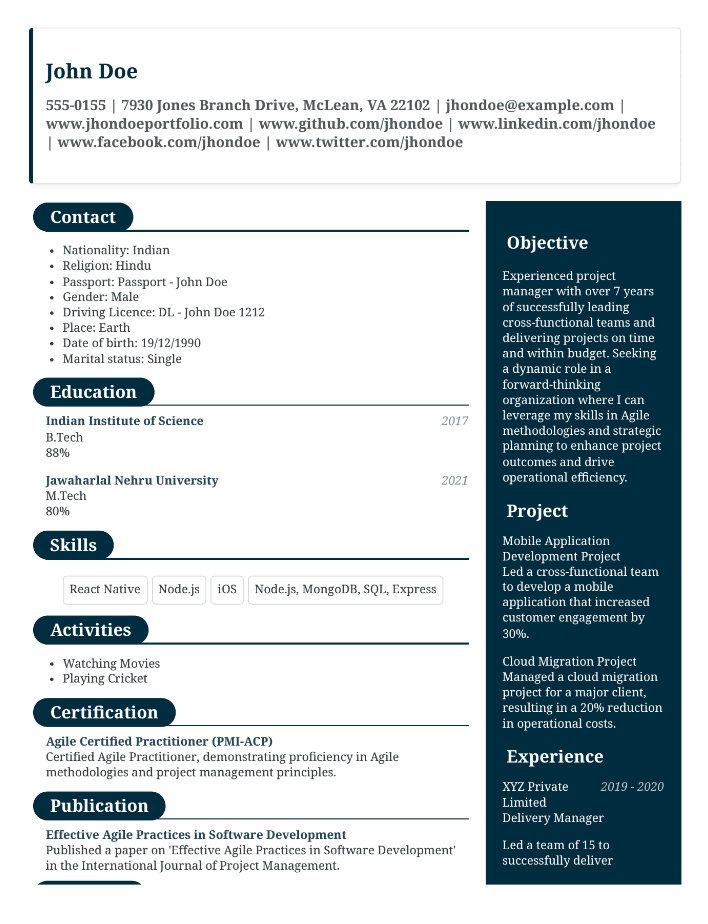 John Doe
555-0155 | 7930 Jones Branch Drive, McLean, VA 22102 | jhondoe@example.com |
www.jhondoeportfolio.com | www.github.com/jhondoe | www.linkedin.com/jhondoe
| www.facebook.com/jhondoe | www.twitter.com/jhondoe
Contact
• Nationality: Indian
• Religion: Hindu
• Passport: Passport - John Doe
• Gender: Male
• Driving Licence: DL - John Doe 1212
• Place: Earth
• Date of birth: 19/12/1990
• Marital status: Single
Education
Indian Institute of Science 2017
B.Tech
88%
Jawaharlal Nehru University 2021
M.Tech
80%
Skills
React Native Node.js iOS Node.js, MongoDB, SQL, Express
Activities
• Watching Movies
• Playing Cricket
Certification
Agile Certified Practitioner (PMI-ACP)
Certified Agile Practitioner, demonstrating proficiency in Agile
methodologies and project management principles.
Publication
Effective Agile Practices in Software Development
Published a paper on 'Effective Agile Practices in Software Development'
in the International Journal of Project Management.
Objective
Experienced project
manager with over 7 years
of successfully leading
cross-functional teams and
delivering projects on time
and within budget. Seeking
a dynamic role in a
forward-thinking
organization where I can
leverage my skills in Agile
methodologies and strategic
planning to enhance project
outcomes and drive
operational efficiency.
Project
Mobile Application
Development Project
Led a cross-functional team
to develop a mobile
application that increased
customer engagement by
30%.
Cloud Migration Project
Managed a cloud migration
project for a major client,
resulting in a 20% reduction
in operational costs.
Experience
XYZ Private 2019 - 2020
Limited
Delivery Manager
Led a team of 15 to
successfully deliver